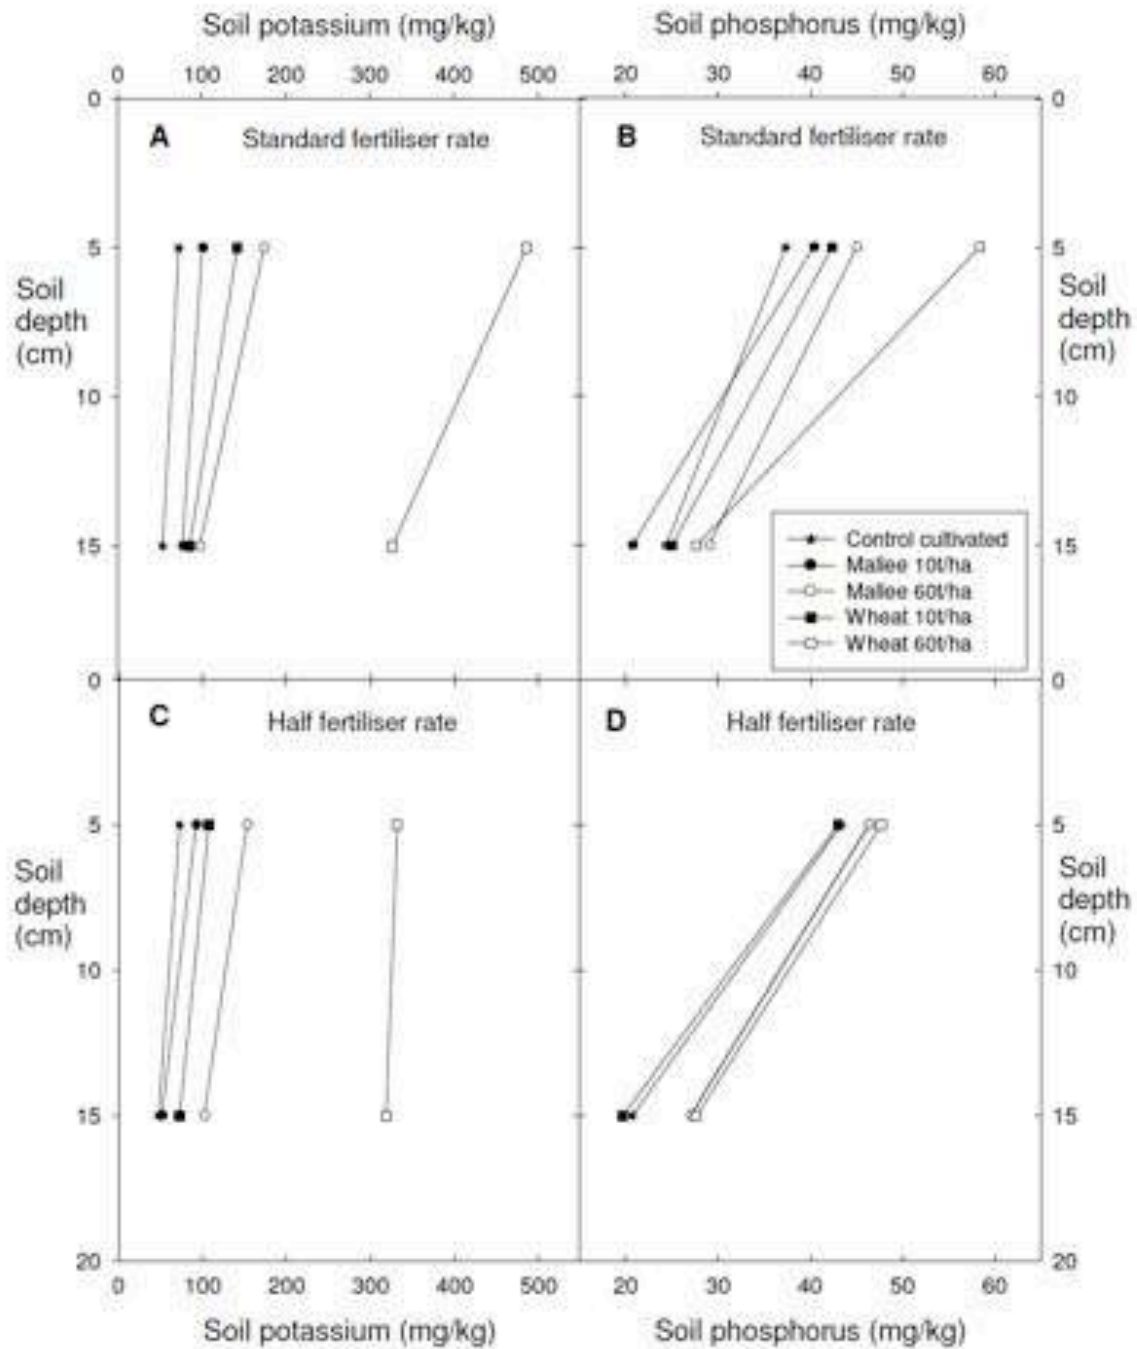 Soil potassium (mg/kg)
Soil phosphorus (mg/kg)
0 100 200 300 400 500
20 30 40 50 60
0
0
A
Standard fertiliser rate
B
Standard fertiliser rate
5
5
Soil
depth
(cm)
Soil
depth
(cm)
10
10
15
15
Control cultivated
Mallee 10t/ha
Mallee 60t/ha
Wheat 10t/ha
Wheat 60t/ha
0
0
C
Half fertiliser rate
D
Half fertiliser rate
5
5
Soil
depth
(cm)
Soil
depth
(cm)
10
10
15
15
20
20
0 100 200 300 400 500
20 30 40 50 60
Soil potassium (mg/kg)
Soil phosphorus (mg/kg)